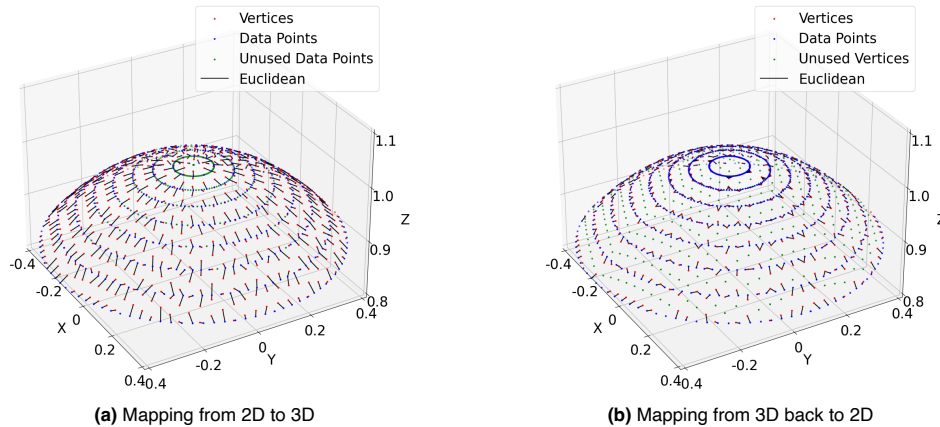 Vertices
Data Points
Unused Data Points
Euclidean
1.1
1.0
Z
0.9
0.8
-0.4
-0.2
X 0
0.2
0.4
-0.4
-0.2
0
Y
0.2
0.4
(a) Mapping from 2D to 3D
Vertices
Data Points
Unused Vertices
Euclidean
1.1
1.0
Z
0.9
0.8
-0.4
-0.2
X 0
0.2
0.4
-0.4
-0.2
0
Y
0.2
0.4
(b) Mapping from 3D back to 2D